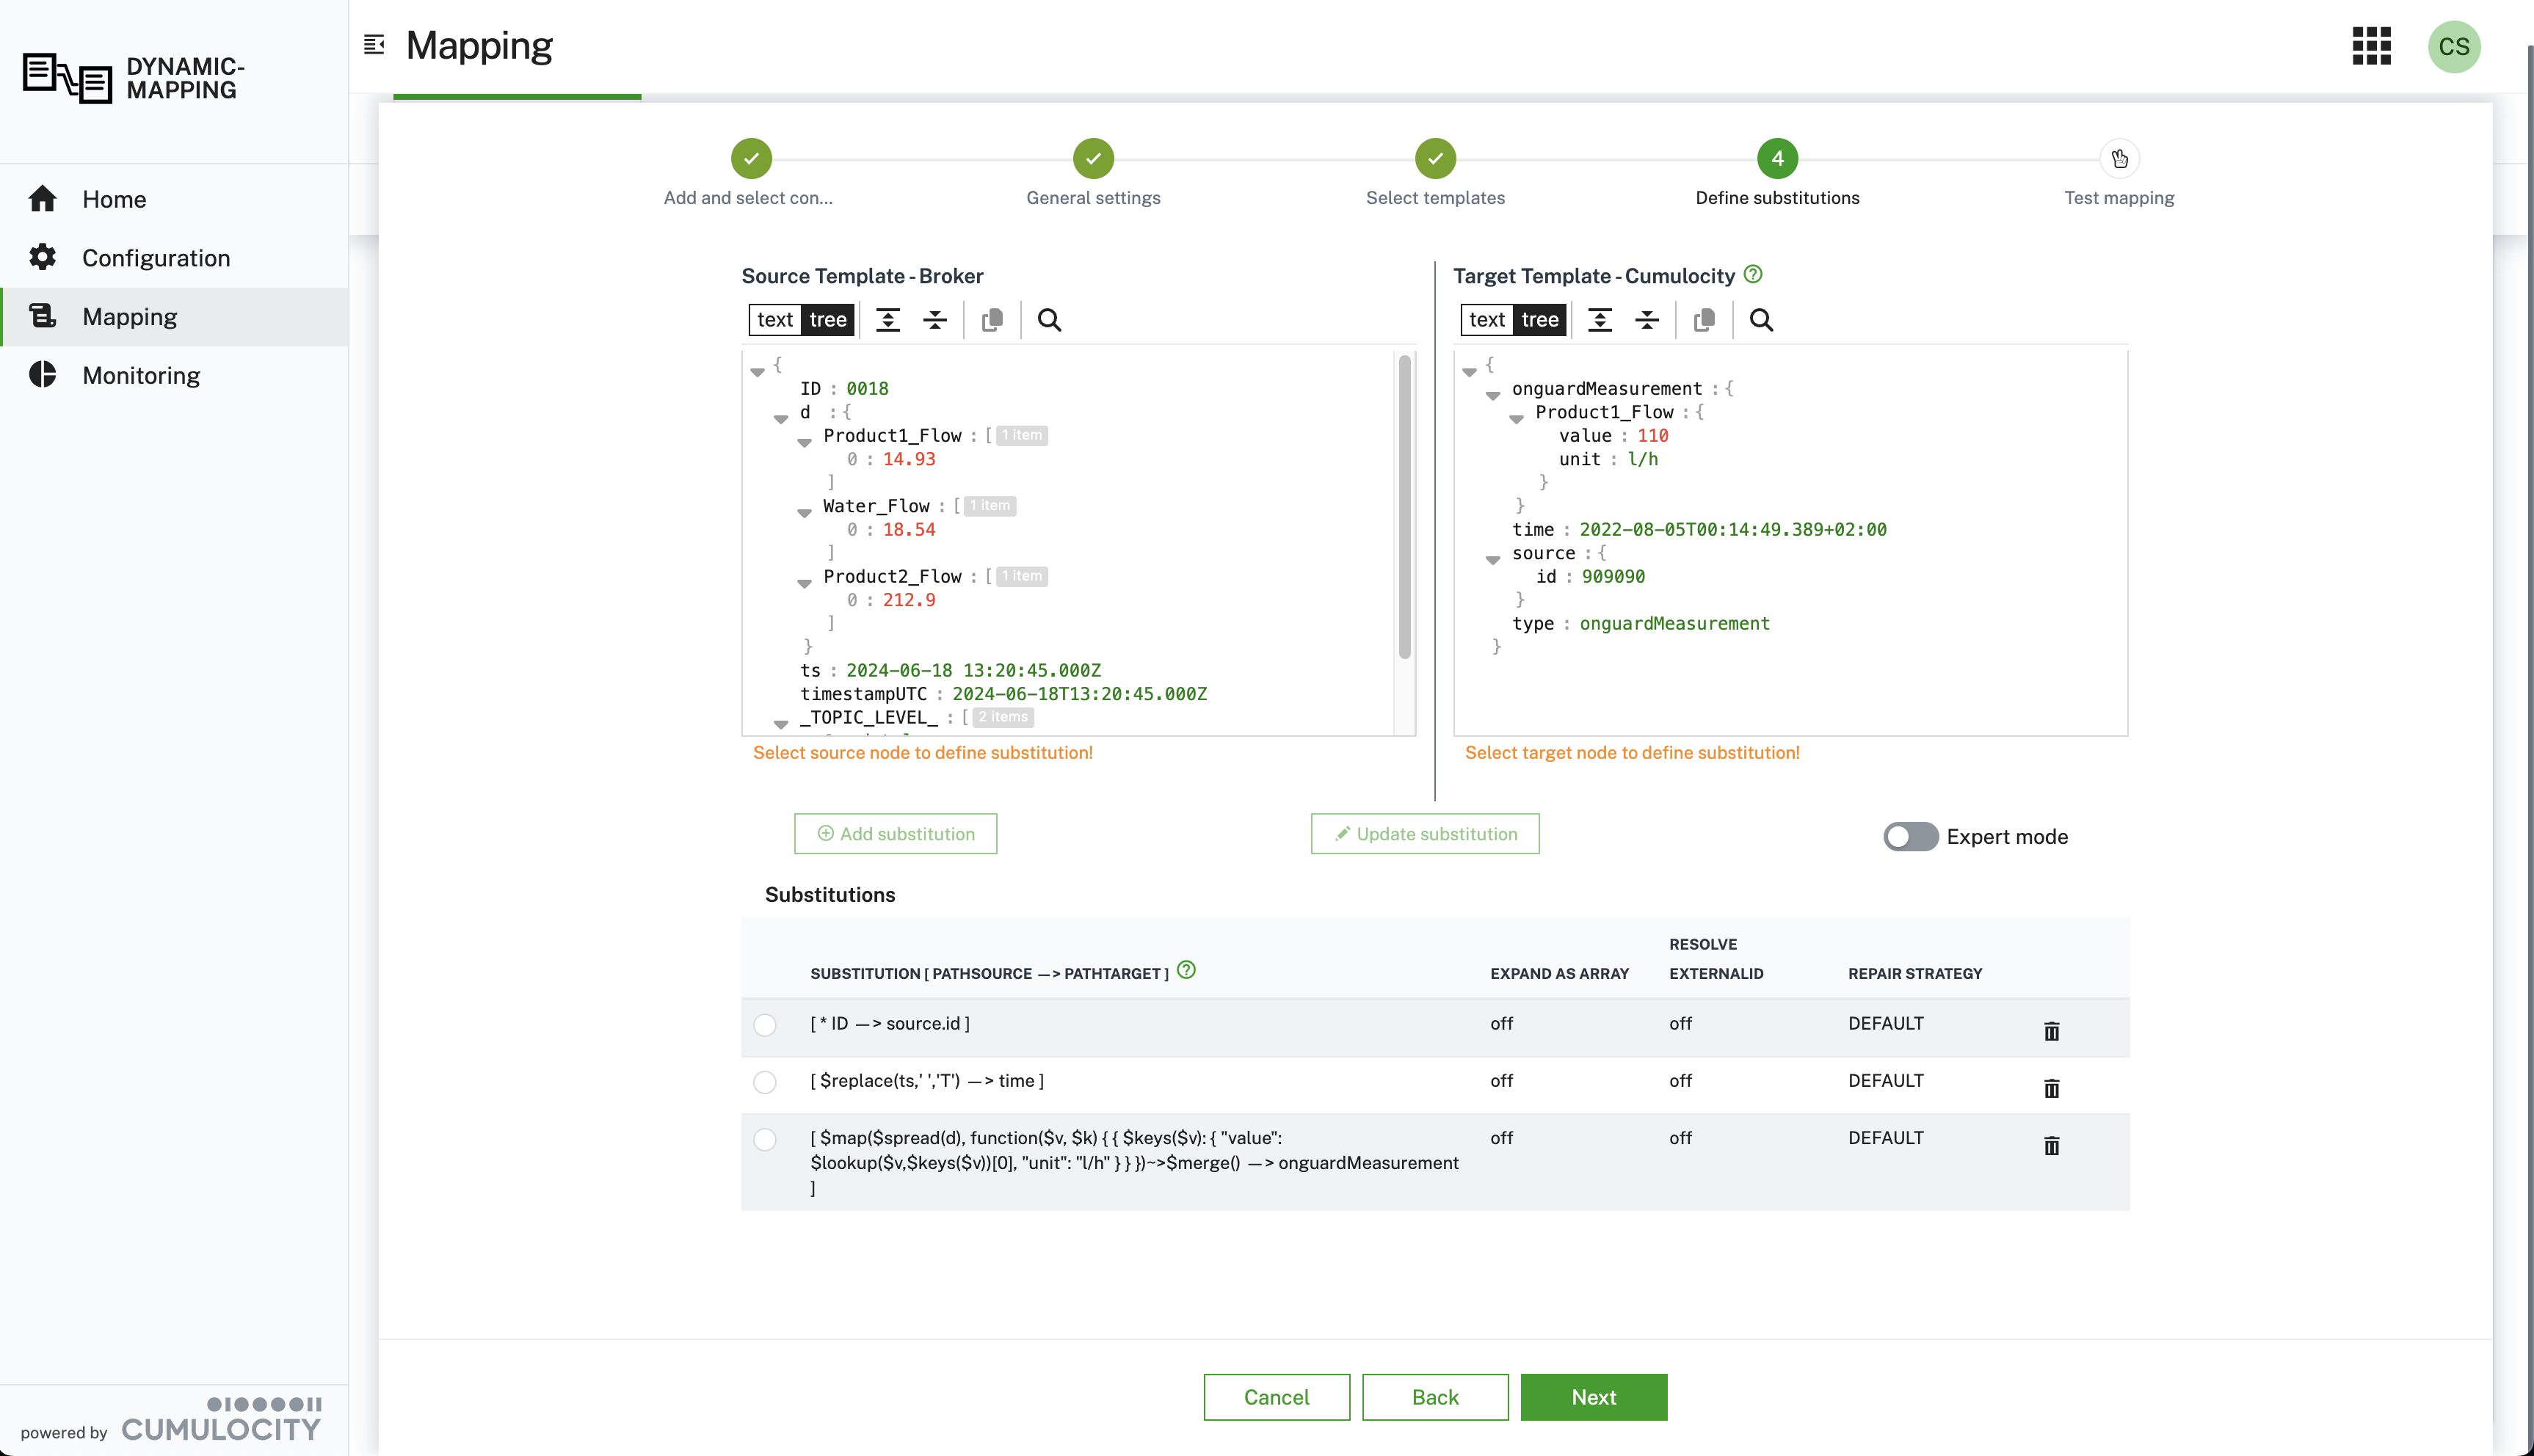 DYNAMIC-
MAPPING
Mapping
CS
Home
Configuration
Mapping
Monitoring
Add and select con...
General settings
Select templates
4
Define substitutions
Test mapping
Source Template - Broker
text tree
{
ID : 0018
d : {
Product1_Flow : [ 1 item
0 : 14.93
]
Water_Flow : [ 1 item
0 : 18.54
]
Product2_Flow : [ 1 item
0 : 212.9
]
}
ts : 2024-06-18 13:20:45.000Z
timestampUTC : 2024-06-18T13:20:45.000Z
_TOPIC_LEVEL_ : [ 2 items
Select source node to define substitution!
Target Template - Cumulocity
text tree
{
onguardMeasurement : {
Product1_Flow : {
value : 110
unit : l/h
}
}
time : 2022-08-05T00:14:49.389+02:00
source : {
id : 909090
}
type : onguardMeasurement
}
Select target node to define substitution!
Add substitution
Update substitution
Expert mode
Substitutions
SUBSTITUTION [ PATHSOURCE —> PATHTARGET ]
EXPAND AS ARRAY
RESOLVE
EXTERNALID
REPAIR STRATEGY
[ * ID —> source.id ] off off DEFAULT
[ $replace(ts,' ','T') —> time ] off off DEFAULT
[ $map($spread(d), function($v, $k) { { $keys($v): { "value": off off DEFAULT
$lookup($v,$keys($v))[0], "unit": "l/h" } } })~>$merge() —> onguardMeasurement
]
Cancel
Back
Next
powered by CUMULOCITY